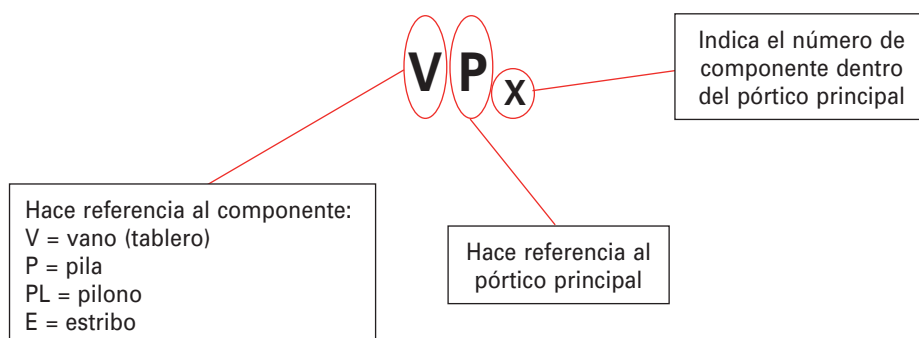 VPX
Indica el número de
componente dentro
del pórtico principal
Hace referencia al componente:
V = vano (tablero)
P = pila
PL = pilono
E = estribo
Hace referencia al
pórtico principal